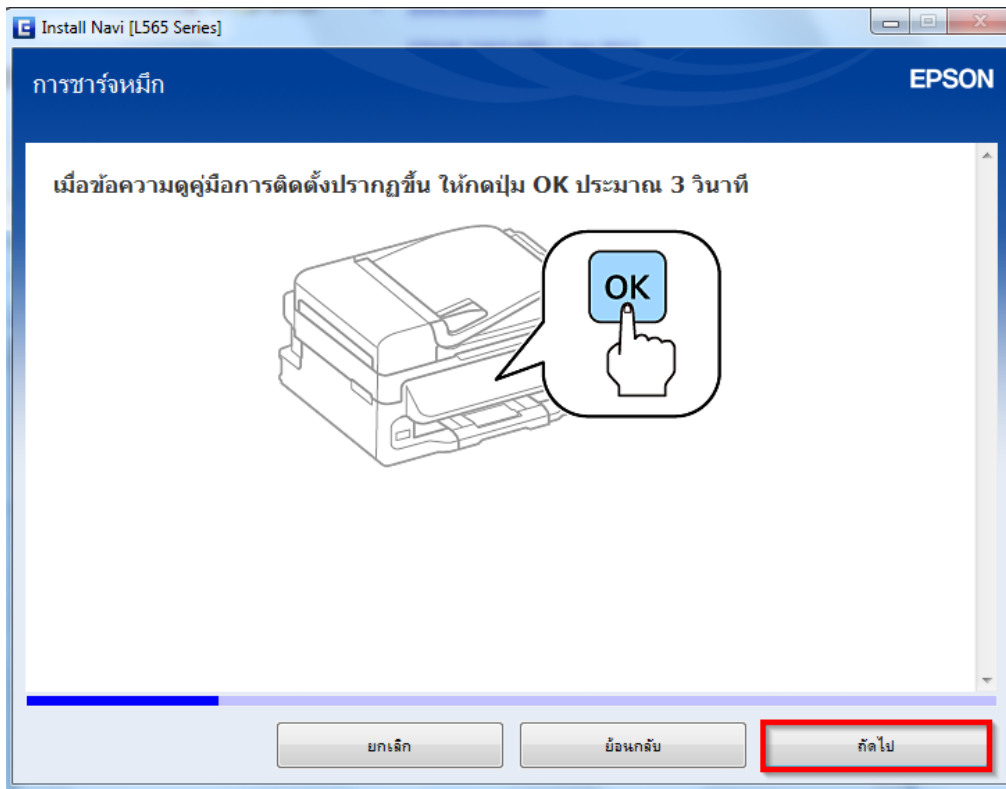 Install Navi [L565 Series]
การชาร์จหมึก
EPSON
เมื่อข้อความดูคู่มือการติดตั้งปรากฏขึ้น ให้กดปุ่ม OK ประมาณ 3 วินาที
OK
ยกเลิก
ย้อนกลับ
ถัดไป